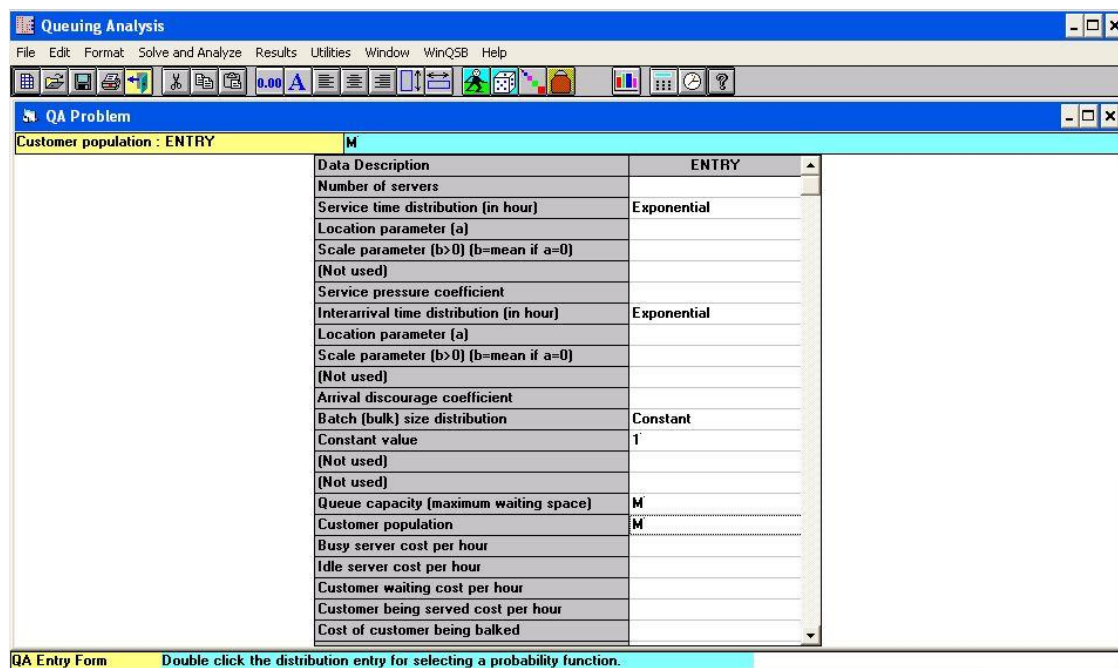 Queuing Analysis
File Edit Format Solve and Analyze Results Utilities Window WinQSB Help
0.00 A
QA Problem
Customer population : ENTRY M
Data Description ENTRY
Number of servers
Service time distribution (in hour) Exponential
Location parameter (a)
Scale parameter (b>0) (b=mean if a=0)
(Not used)
Service pressure coefficient
Interarrival time distribution (in hour) Exponential
Location parameter (a)
Scale parameter (b>0) (b=mean if a=0)
(Not used)
Arrival discourage coefficient
Batch (bulk) size distribution Constant
Constant value 1
(Not used)
(Not used)
Queue capacity (maximum waiting space) M
Customer population M
Busy server cost per hour
Idle server cost per hour
Customer waiting cost per hour
Customer being served cost per hour
Cost of customer being balked
QA Entry Form Double click the distribution entry for selecting a probability function.